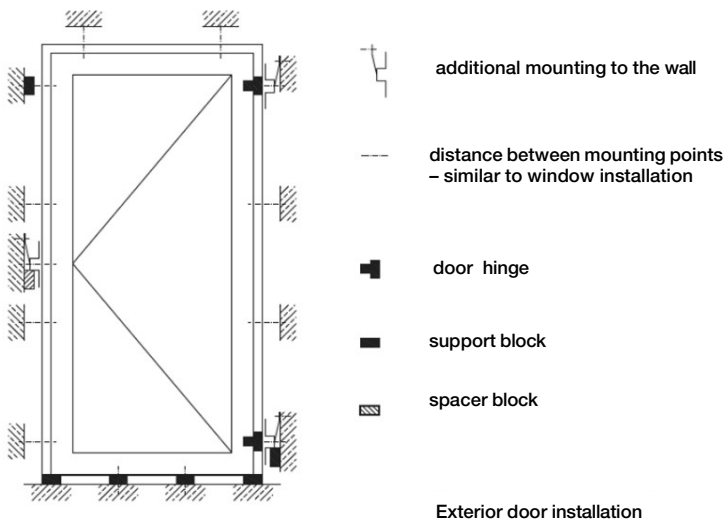 additional mounting to the wall
distance between mounting points
– similar to window installation
door hinge
support block
spacer block
Exterior door installation